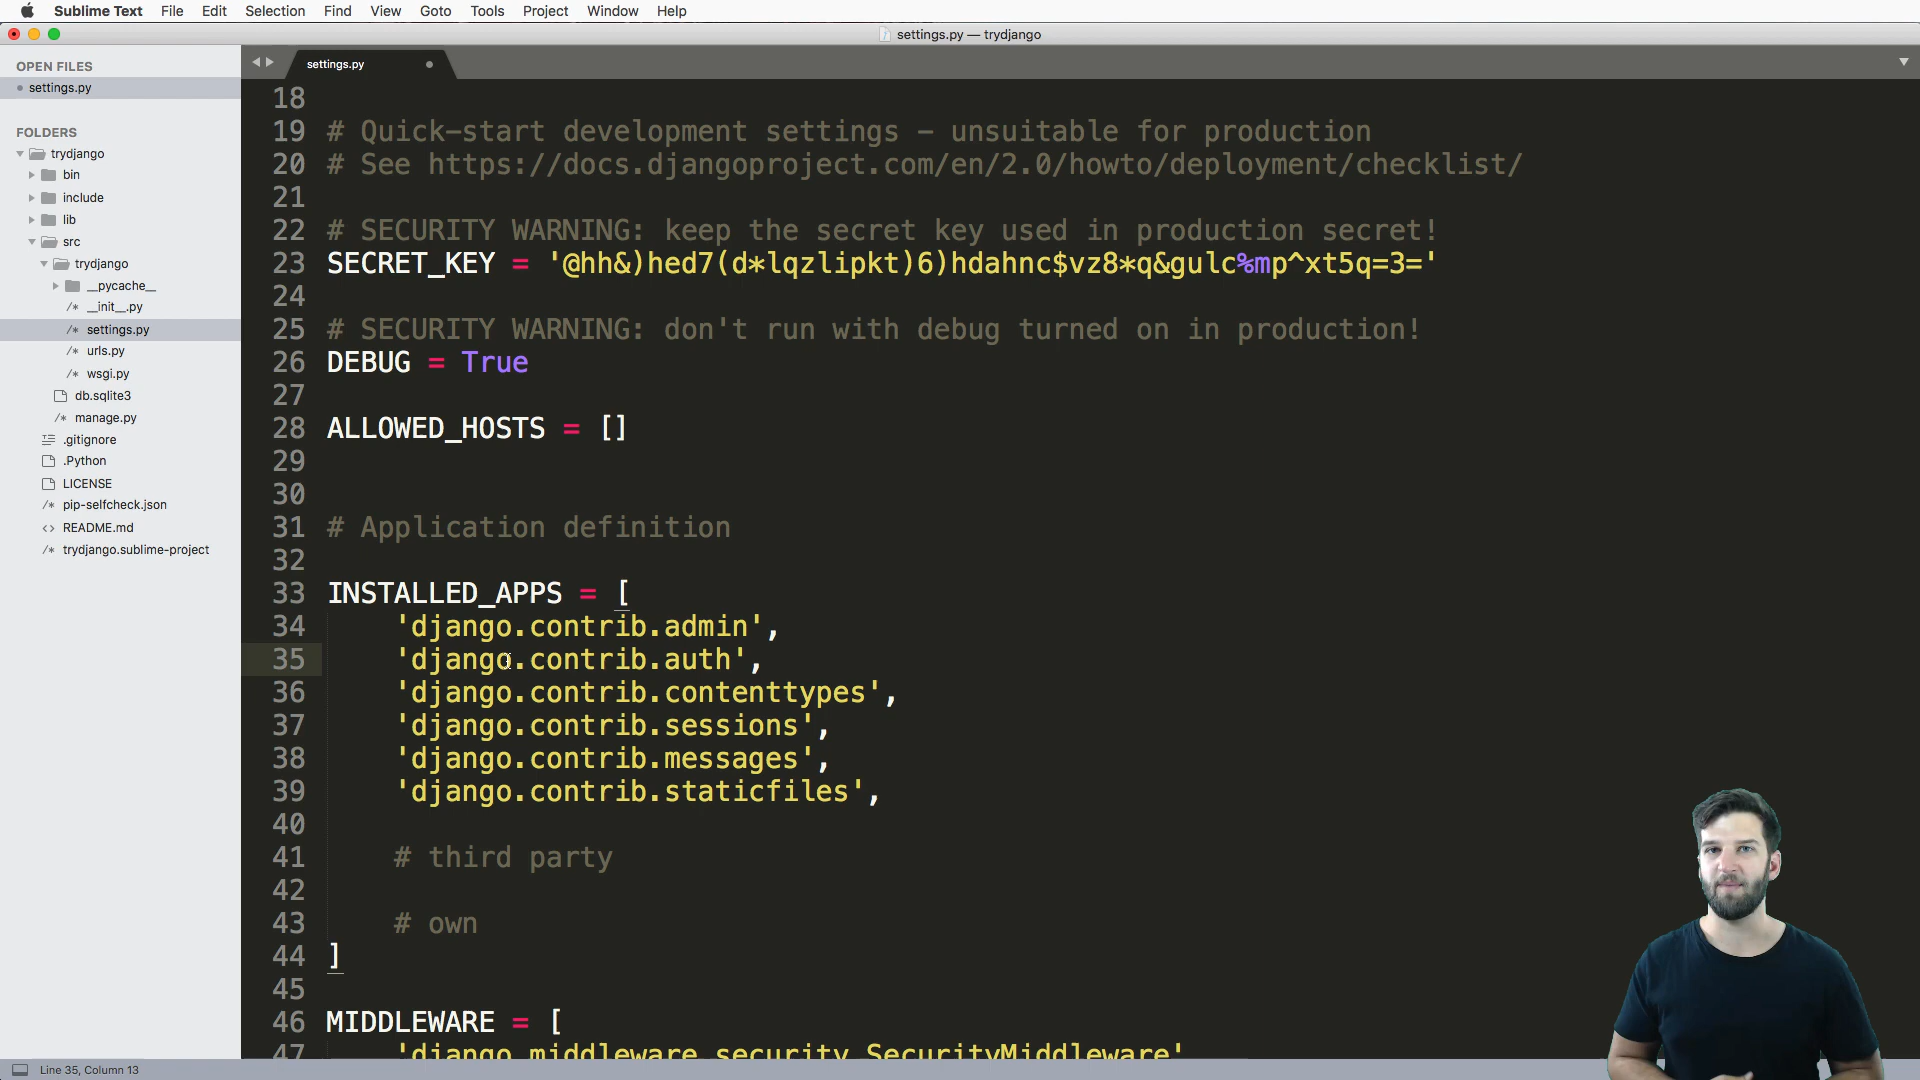 Sublime Text File Edit Selection Find View Goto Tools Project Window Help
settings.py — trydjango
OPEN FILES
settings.py
FOLDERS
trydjango
bin
include
lib
src
trydjango
__pycache__
/* __init__.py
/* settings.py
/* urls.py
/* wsgi.py
db.sqlite3
/* manage.py
.gitignore
.Python
LICENSE
/* pip-selfcheck.json
<> README.md
/* trydjango.sublime-project
settings.py
18
19 # Quick-start development settings - unsuitable for production
20 # See https://docs.djangoproject.com/en/2.0/howto/deployment/checklist/
21
22 # SECURITY WARNING: keep the secret key used in production secret!
23 SECRET_KEY = '@hh&)hed7(d*lqzlipkt)6)hdahnc$vz8*q&gulc%mp^xt5q=3='
24
25 # SECURITY WARNING: don't run with debug turned on in production!
26 DEBUG = True
27
28 ALLOWED_HOSTS = []
29
30
31 # Application definition
32
33 INSTALLED_APPS = [
34 'django.contrib.admin',
35 'django.contrib.auth',
36 'django.contrib.contenttypes',
37 'django.contrib.sessions',
38 'django.contrib.messages',
39 'django.contrib.staticfiles',
40
41 # third party
42
43 # own
44 ]
45
46 MIDDLEWARE = [
47 'django.middleware.security.SecurityMiddleware'
Line 35, Column 13